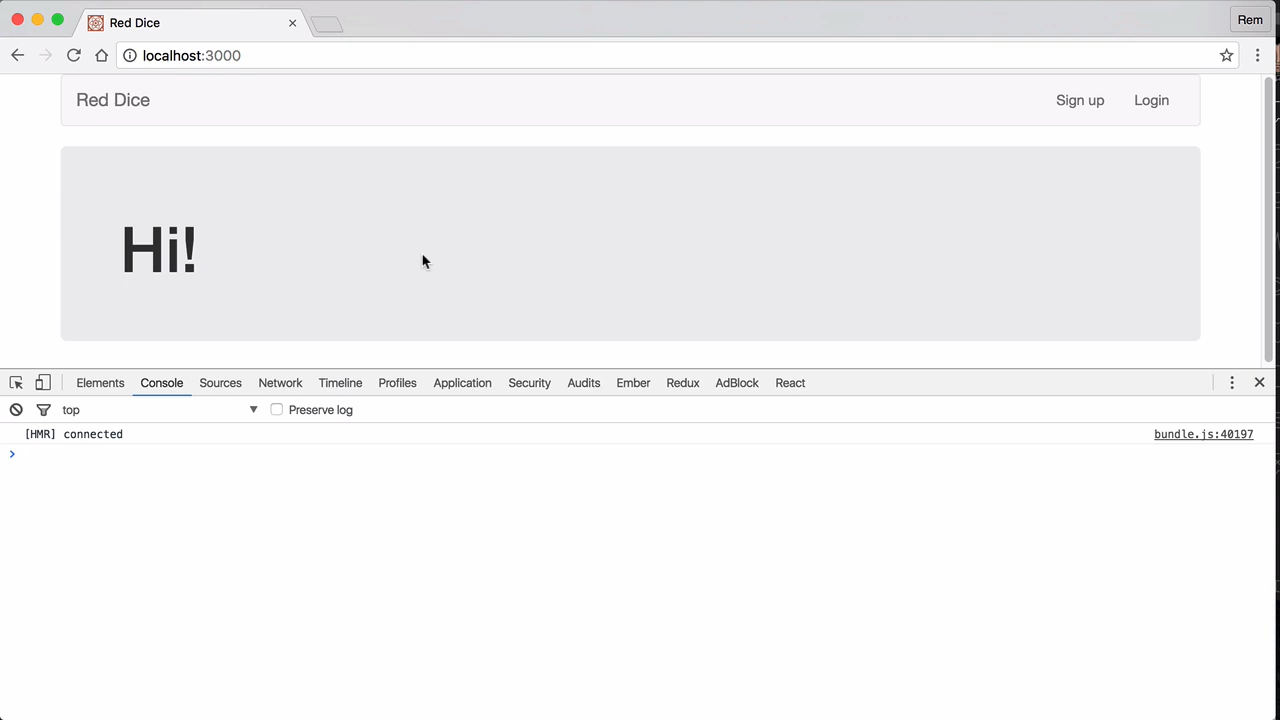 Red Dice
Rem
localhost:3000
Red Dice Sign up Login
Hi!
Elements Console Sources Network Timeline Profiles Application Security Audits Ember Redux AdBlock React
top Preserve log
[HMR] connected bundle.js:40197